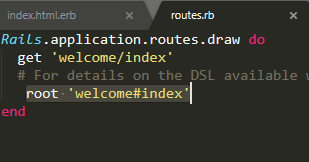 index.html.erb routes.rb
Rails.application.routes.draw do
get 'welcome/index'
# For details on the DSL available
root 'welcome#index'
end